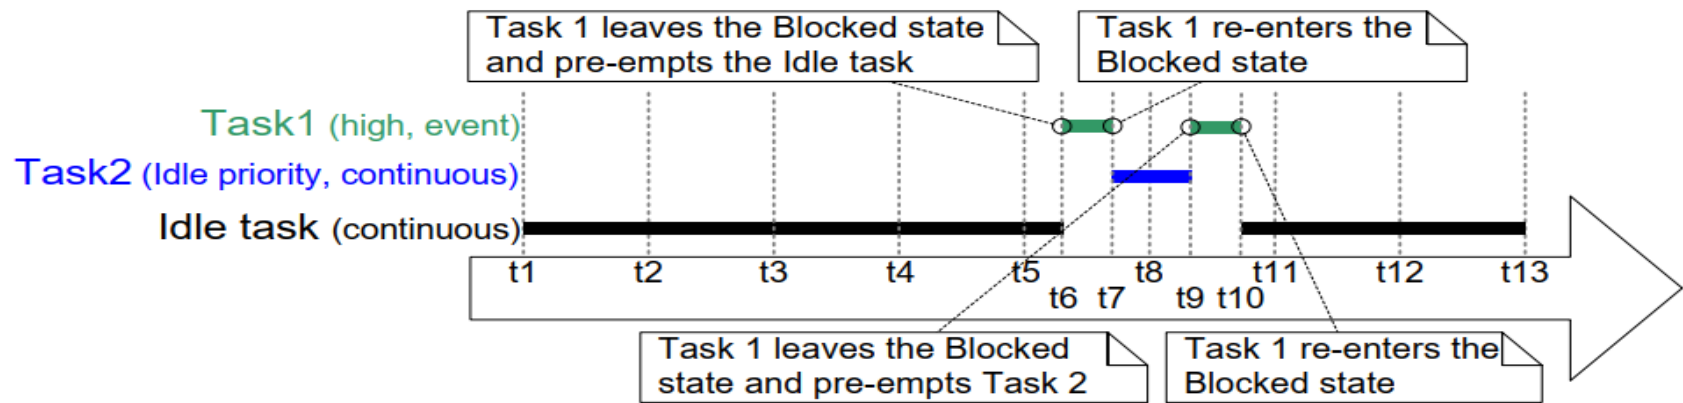 Task 1 leaves the Blocked state
and pre-empts the Idle task
Task 1 re-enters the
Blocked state
Task1 (high, event)
Task2 (Idle priority, continuous)
Idle task (continuous)
t1 t2 t3 t4 t5 t8 t11 t12 t13
t6 t7 t9 t10
Task 1 leaves the Blocked
state and pre-empts Task 2
Task 1 re-enters the
Blocked state